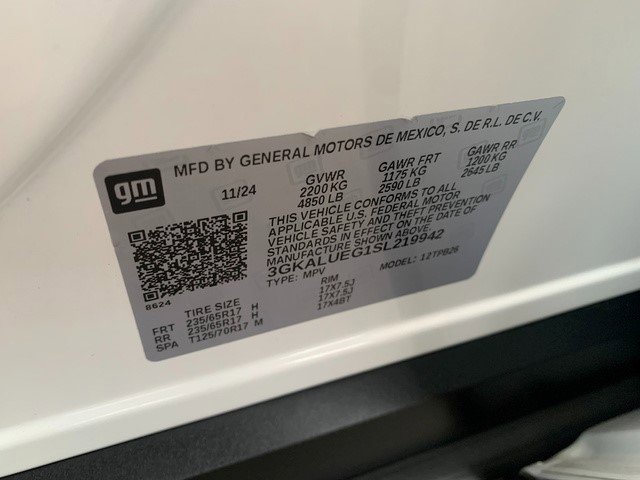 gm
MFD BY GENERAL MOTORS DE MEXICO, S. DE R.L. DE C.V.
11/24 GVWR GAWR FRT GAWR RR
2200 KG 1175 KG 1200 KG
4850 LB 2590 LB 2645 LB
THIS VEHICLE CONFORMS TO ALL
APPLICABLE U.S. FEDERAL MOTOR
VEHICLE SAFETY AND THEFT PREVENTION
STANDARDS IN EFFECT ON THE DATE OF
MANUFACTURE SHOWN ABOVE.
3GKALUEG1SL219942
TYPE: MPV MODEL: 12TPB26
8624
TIRE SIZE RIM
FRT 235/65R17 H 17X7.5J
RR 235/65R17 H 17X7.5J
SPA T125/70R17 M 17X4BT